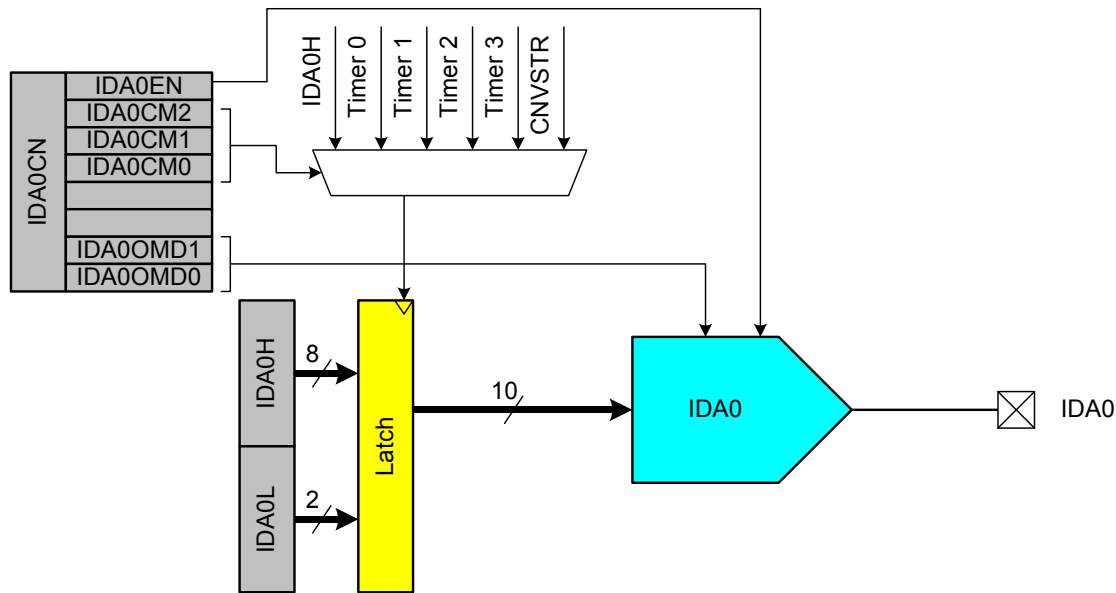 IDA0CN
IDA0EN
IDA0CM2
IDA0CM1
IDA0CM0
IDA0OMD1
IDA0OMD0
IDA0H
Timer 0
Timer 1
Timer 2
Timer 3
CNVSTR
IDA0H
8
IDA0L
2
Latch
10
IDA0
IDA0